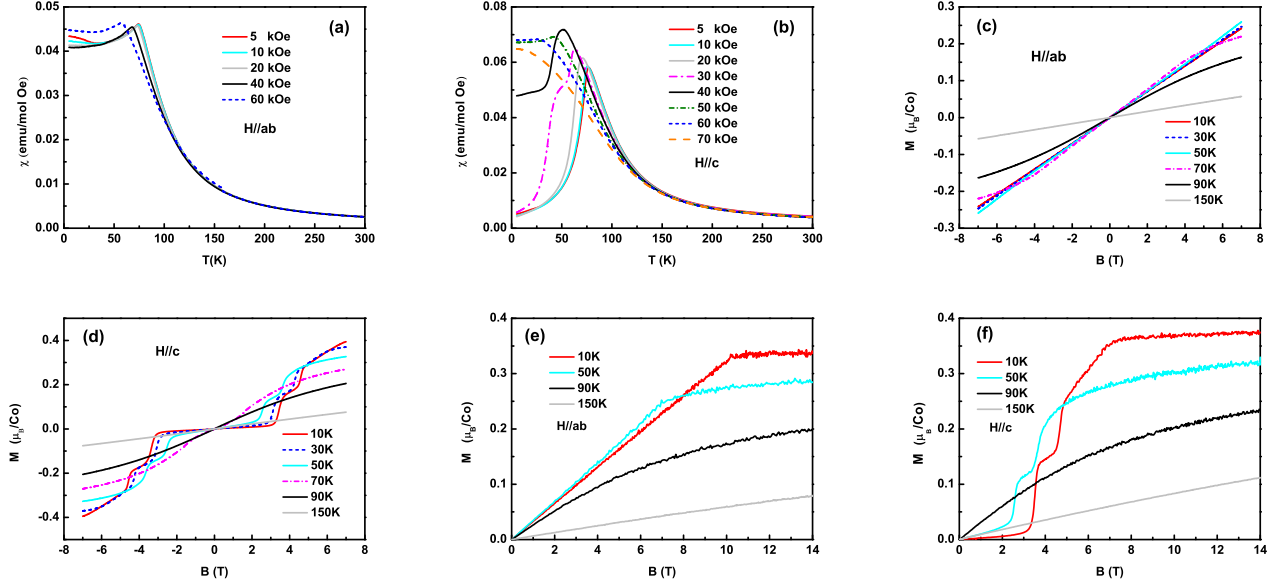 (a)
χ (emu/mol Oe)
0.05
0.04
0.03
0.02
0.01
0.00
5 kOe
10 kOe
20 kOe
40 kOe
60 kOe
H//ab
0 25 50 75 100 125 150 175 200 225 250 275 300
T(K)
(b)
χ (emu/mol Oe)
0.08
0.06
0.04
0.02
0.00
5 kOe
10 kOe
20 kOe
30 kOe
40 kOe
50 kOe
60 kOe
70 kOe
H//c
0 50 100 150 200 250 300
T (K)
(c)
M (μB/Co)
0.3
0.2
0.1
0.0
-0.1
-0.2
-0.3
H//ab
10K
30K
50K
70K
90K
150K
-8 -6 -4 -2 0 2 4 6 8
B (T)
(d)
M (μB/Co)
0.4
0.2
0.0
-0.2
-0.4
H//c
10K
30K
50K
70K
90K
150K
-8 -6 -4 -2 0 2 4 6 8
B (T)
(e)
M (μB/Co)
0.4
0.3
0.2
0.1
0.0
10K
50K
90K
150K
H//ab
0 2 4 6 8 10 12 14
B (T)
(f)
M (μB/Co)
0.4
0.3
0.2
0.1
0.0
10K
50K
90K
150K
H//c
0 2 4 6 8 10 12 14
B (T)